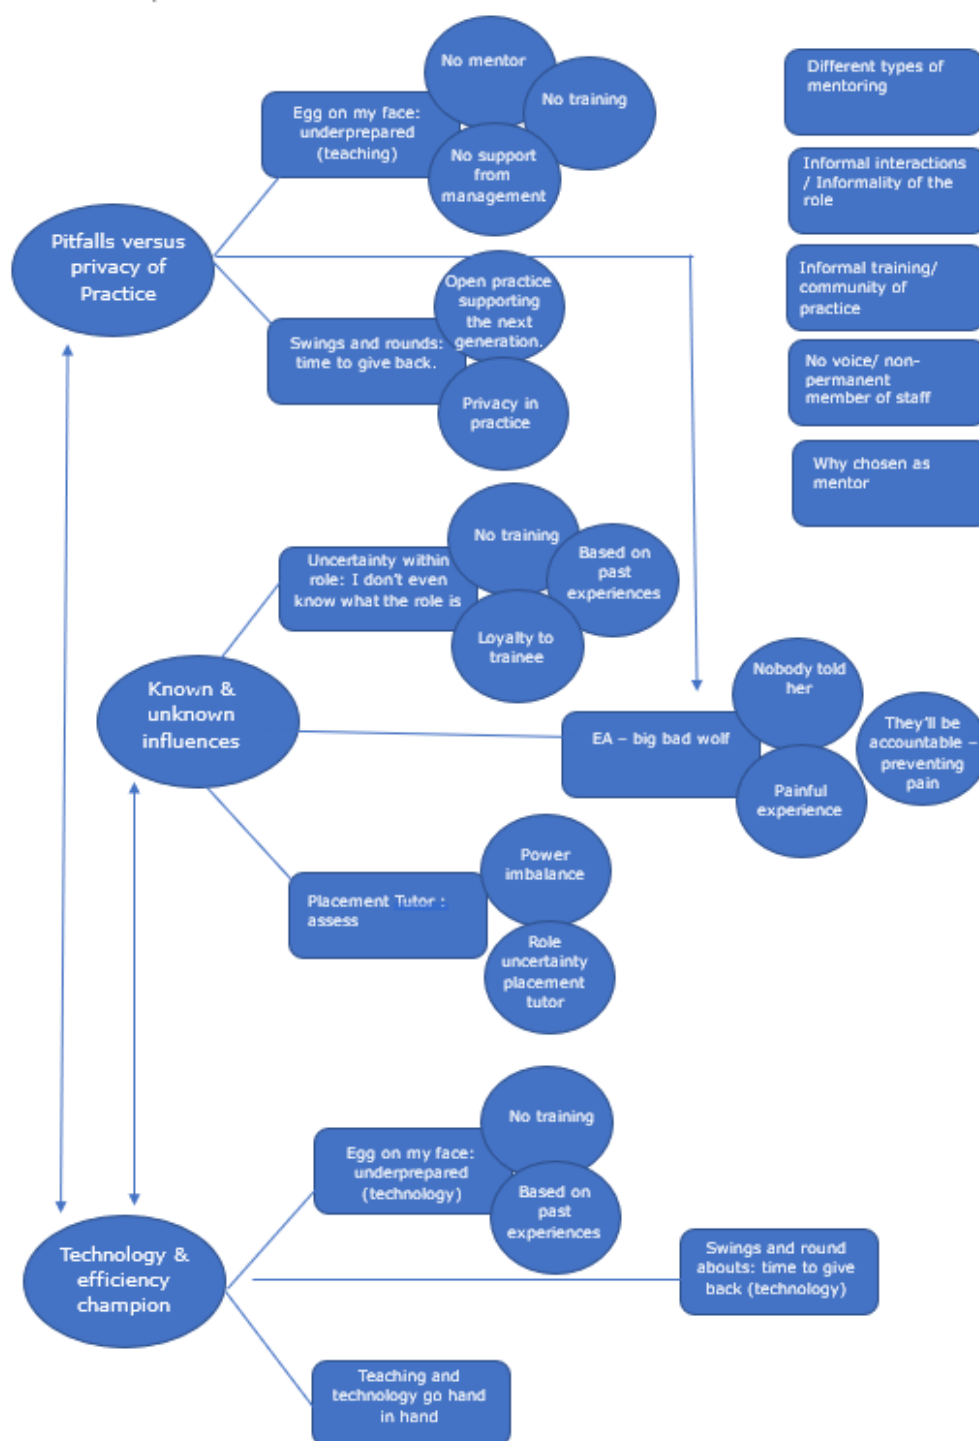 No mentor
No training
Egg on my face:
underprepared
(teaching)
No support
from
management
Pitfalls versus
privacy of
Practice
Open practice
supporting
the next
generation.
Swings and rounds:
time to give back.
Privacy in
practice
Different types of
mentoring
Informal interactions
/ Informality of the
role
Informal training/
community of
practice
No voice/ non-
permanent
member of staff
Why chosen as
mentor
No training
Uncertainty within
role: I don't even
know what the role is
Based on
past
experiences
Loyalty to
trainee
Known &
unknown
influences
Nobody told
her
EA – big bad wolf
They'll be
accountable –
preventing
pain
Painful
experience
Power
imbalance
Placement Tutor :
assess
Role
uncertainty
placement
tutor
No training
Egg on my face:
underprepared
(technology)
Based on
past
experiences
Technology &
efficiency
champion
Swings and round
abouts: time to give
back (technology)
Teaching and
technology go hand
in hand